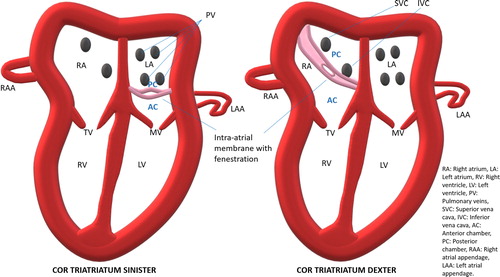 PV
SVC IVC
RA
LA
PC
AC
RAA
LAA
TV
MV
RV
LV
Intra-atrial
membrane with
fenestration
RA
PC
LA
AC
RAA
LAA
TV
MV
RV
LV
RA: Right atrium, LA:
Left atrium, RV: Right
ventricle, LV: Left
ventricle, PV:
Pulmonary veins,
SVC: Superior vena
cava, IVC: Inferior
vena cava, AC:
Anterior chamber,
PC: Posterior
chamber, RAA: Right
atrial appendage,
LAA: Left atrial
appendage.
COR TRIATRIATUM SINISTER
COR TRIATRIATUM DEXTER